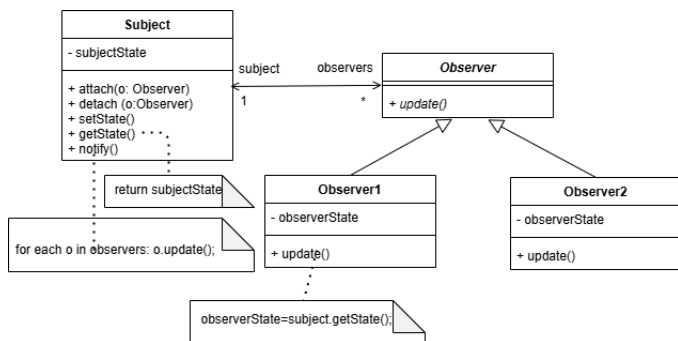 Subject
- subjectState
+ attach(o: Observer)
+ detach (o:Observer)
+ setState()
+ getState()
+ notify()
subject
observers
1
*
Observer
+ update()
return subjectState
for each o in observers: o.update();
Observer1
- observerState
+ update()
observerState=subject.getState();
Observer2
- observerState
+ update()